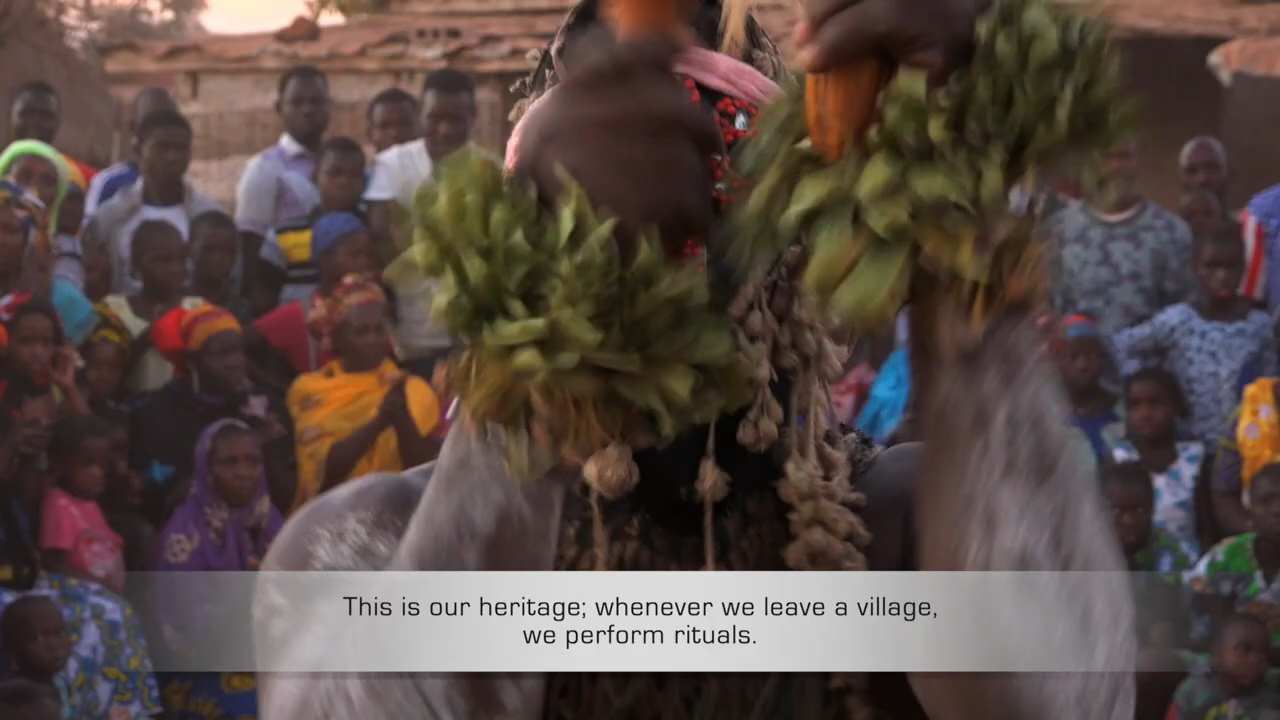 This is our heritage; whenever we leave a village,
we perform rituals.